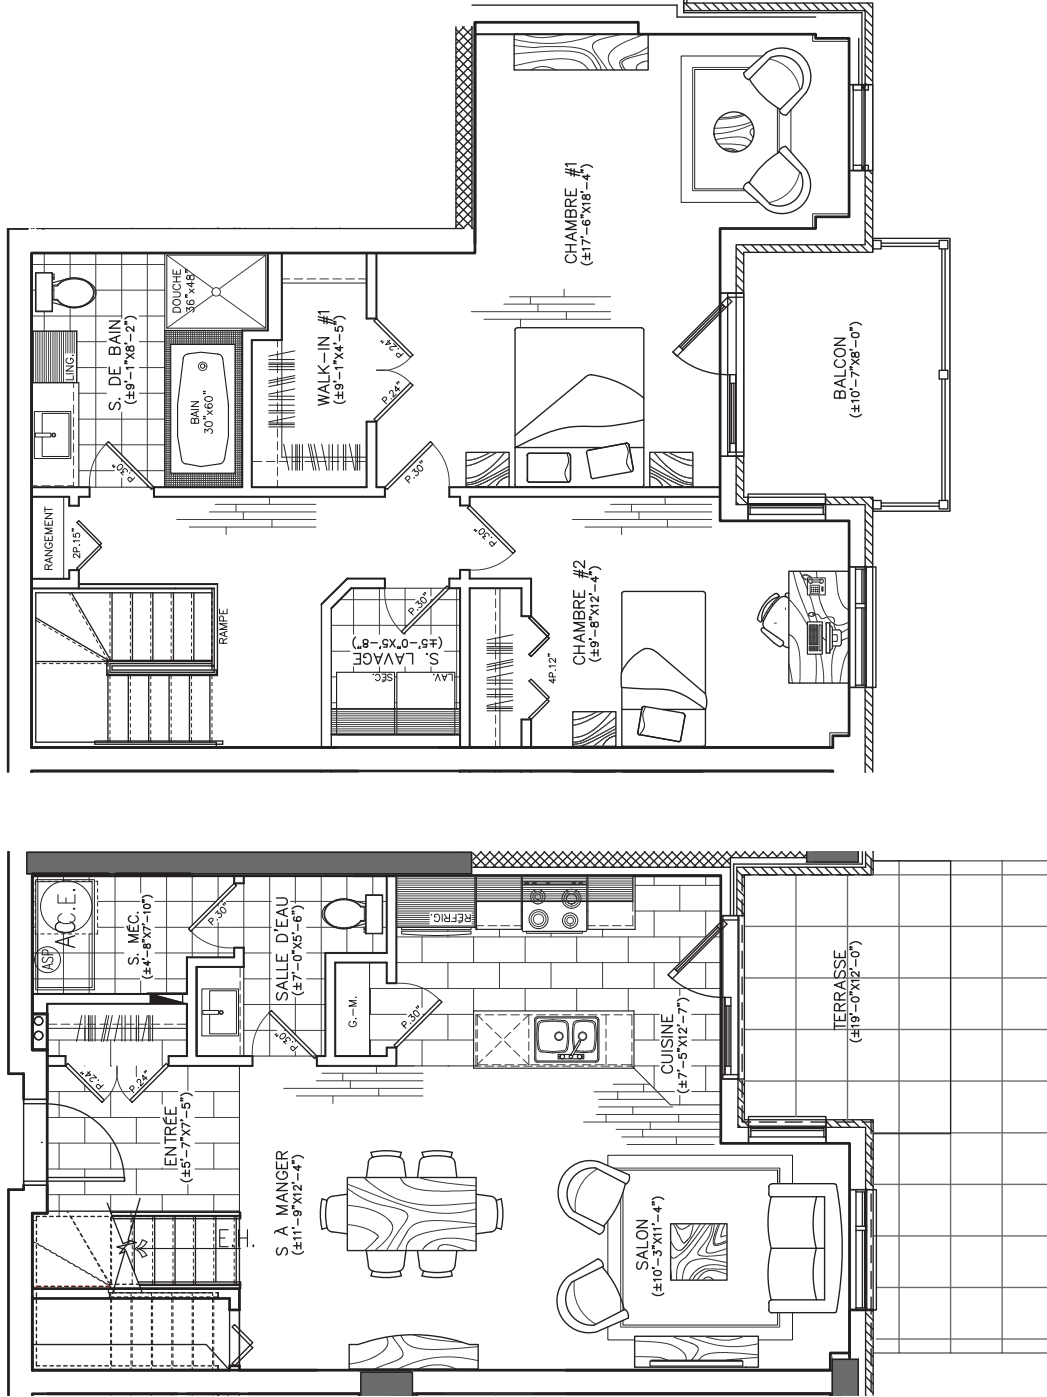 DOUCHE
36"x48"
LING.
S. DE BAIN
(±9'-1"X8'-2")
BAIN
30"x60"
P.30"
WALK-IN #1
(±9'-1"X4'-5")
P.24"
P.24"
CHAMBRE #1
(±17'-6"X18'-4")
P.30"
BALCON
(±10'-7"X8'-0")
RANGEMENT
2P.15"
RAMPE
P.30"
P.30"
S. LAVAGE
(±5'-0"X5'-8")
SÉC.
LAV.
CHAMBRE #2
(±9'-8"X12'-4")
4P.12"
C.E.
ASP
S. MÉC.
(±4'-8"X7'-10")
P.30"
SALLE D'EAU
(±7'-0"X5'-6")
RÉFRIG.
G.-M.
P.30"
P.30"
P.24"
P.24"
CUISINE
(±7'-5"X12'-7")
TERRASSE
(±19'-0"X12'-0")
ENTRÉE
(±5'-7"X7'-5")
S À MANGER
(±11'-9"X12'-4")
E.H.
SALON
(±10'-3"X11'-4")